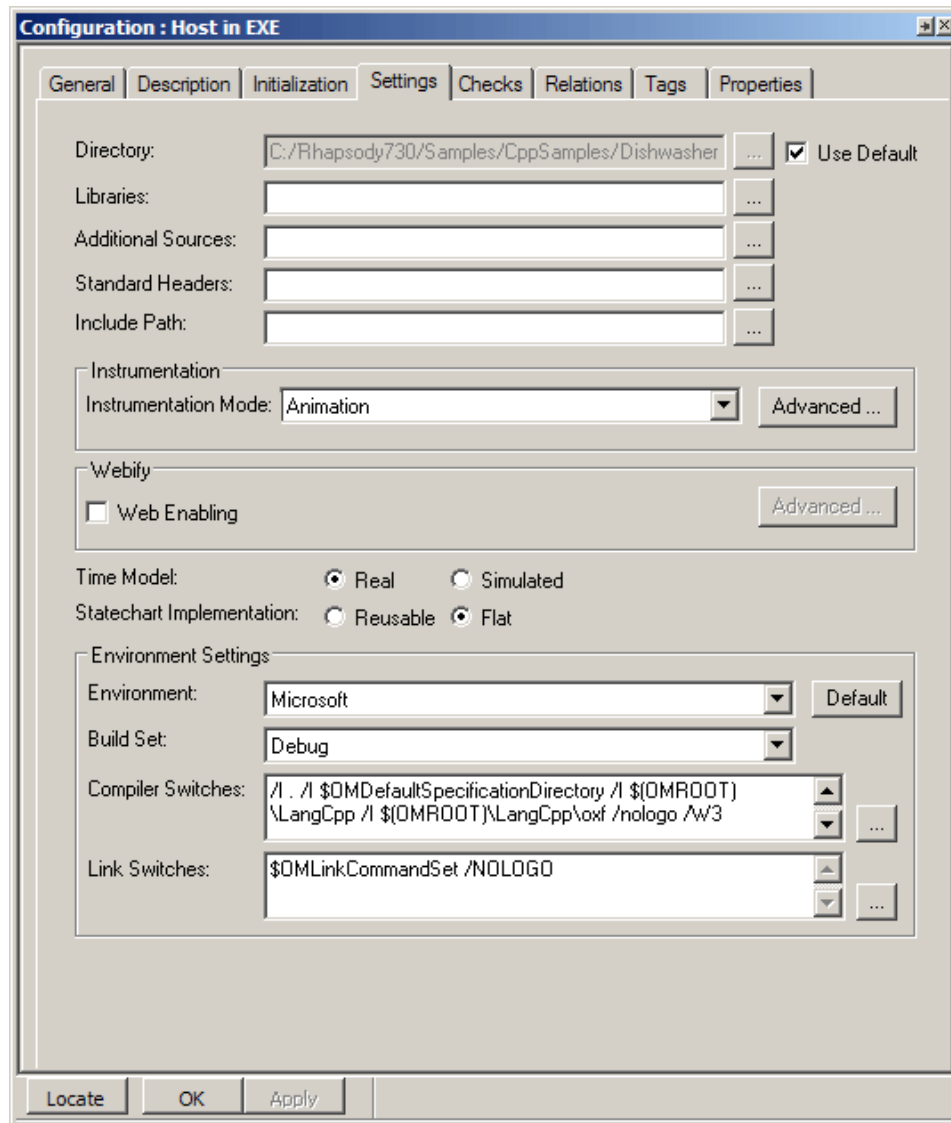 Configuration : Host in EXE
General Description Initialization Settings Checks Relations Tags Properties
Directory: C:/Rhapsody730/Samples/CppSamples/Dishwasher ... Use Default
Libraries: ...
Additional Sources: ...
Standard Headers: ...
Include Path: ...
Instrumentation
Instrumentation Mode: Animation Advanced ...
Webify
Web Enabling Advanced ...
Time Model: Real Simulated
Statechart Implementation: Reusable Flat
Environment Settings
Environment: Microsoft Default
Build Set: Debug
Compiler Switches: /I . /I $OMDefaultSpecificationDirectory /I $(OMROOT)
\LangCpp /I $(OMROOT)\LangCpp\oxf /nologo /W3 ...
Link Switches: $OMLinkCommandSet /NOLOGO
...
Locate OK Apply